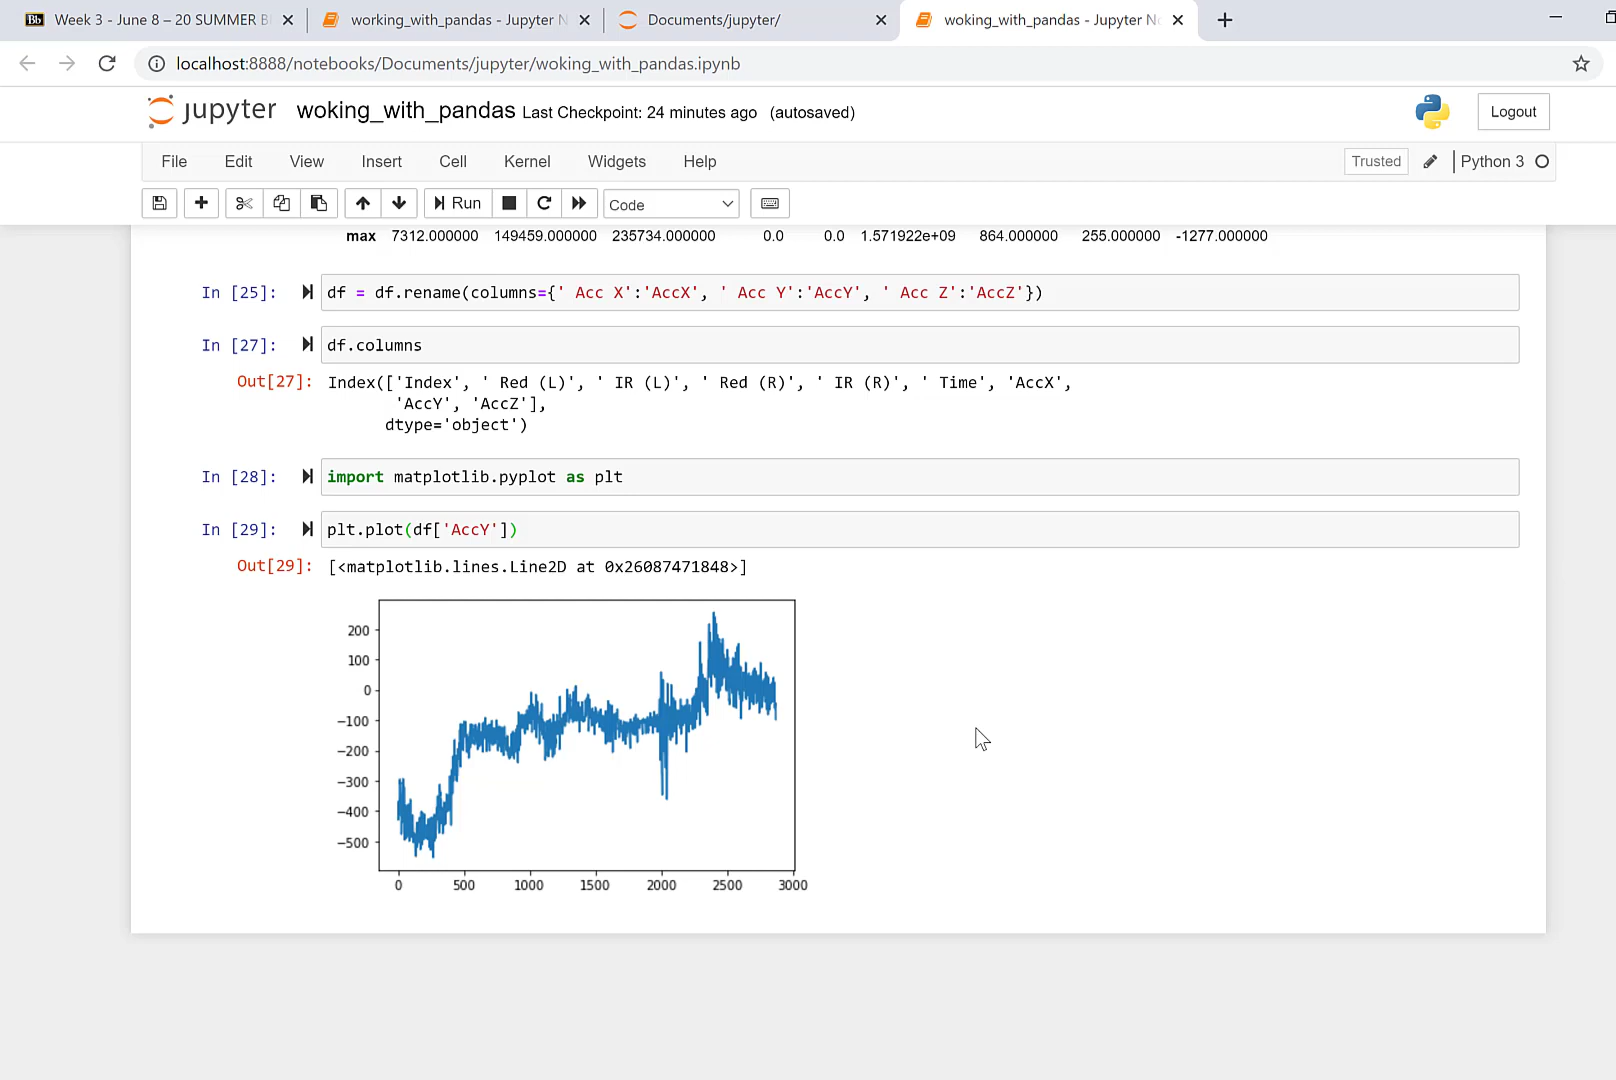 Week 3 - June 8 – 20 SUMMER B
working_with_pandas - Jupyter N
Documents/jupyter/
woking_with_pandas - Jupyter No
localhost:8888/notebooks/Documents/jupyter/woking_with_pandas.ipynb
jupyter woking_with_pandas Last Checkpoint: 24 minutes ago (autosaved)
Logout
File Edit View Insert Cell Kernel Widgets Help
Trusted Python 3
Run Code
max 7312.000000 149459.000000 235734.000000 0.0 0.0 1.571922e+09 864.000000 255.000000 -1277.000000
In [25]: df = df.rename(columns={' Acc X':'AccX', ' Acc Y':'AccY', ' Acc Z':'AccZ'})
In [27]: df.columns
Out[27]: Index(['Index', ' Red (L)', ' IR (L)', ' Red (R)', ' IR (R)', ' Time', 'AccX',
'AccY', 'AccZ'],
dtype='object')
In [28]: import matplotlib.pyplot as plt
In [29]: plt.plot(df['AccY'])
Out[29]: [<matplotlib.lines.Line2D at 0x26087471848>]
200
100
0
−100
−200
−300
−400
−500
0 500 1000 1500 2000 2500 3000